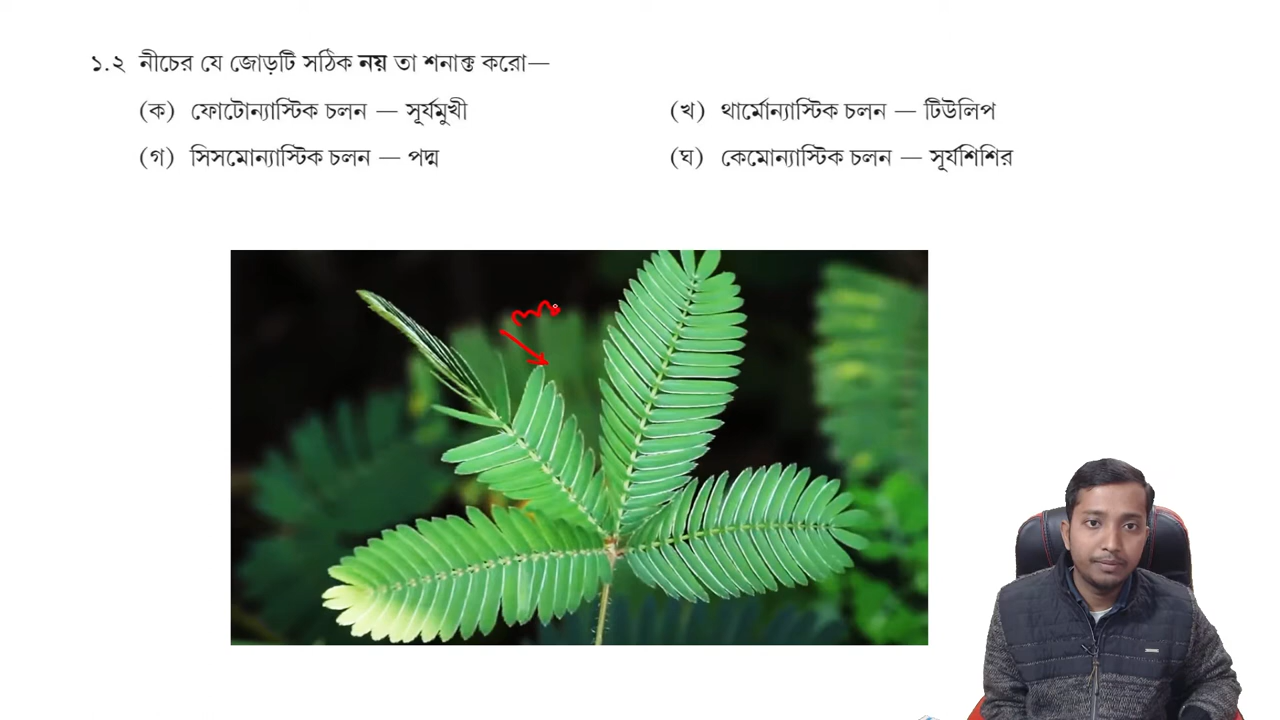 ১.২ নীচের যে জোড়টি সঠিক নয় তা শনাক্ত করো—
(ক) ফোটোন্যাস্টিক চলন — সূর্যমুখী
(খ) থার্মোন্যাস্টিক চলন — টিউলিপ
(গ) সিসমোন্যাস্টিক চলন — পদ্ম
(ঘ) কেমোন্যাস্টিক চলন — সূর্যশিশির